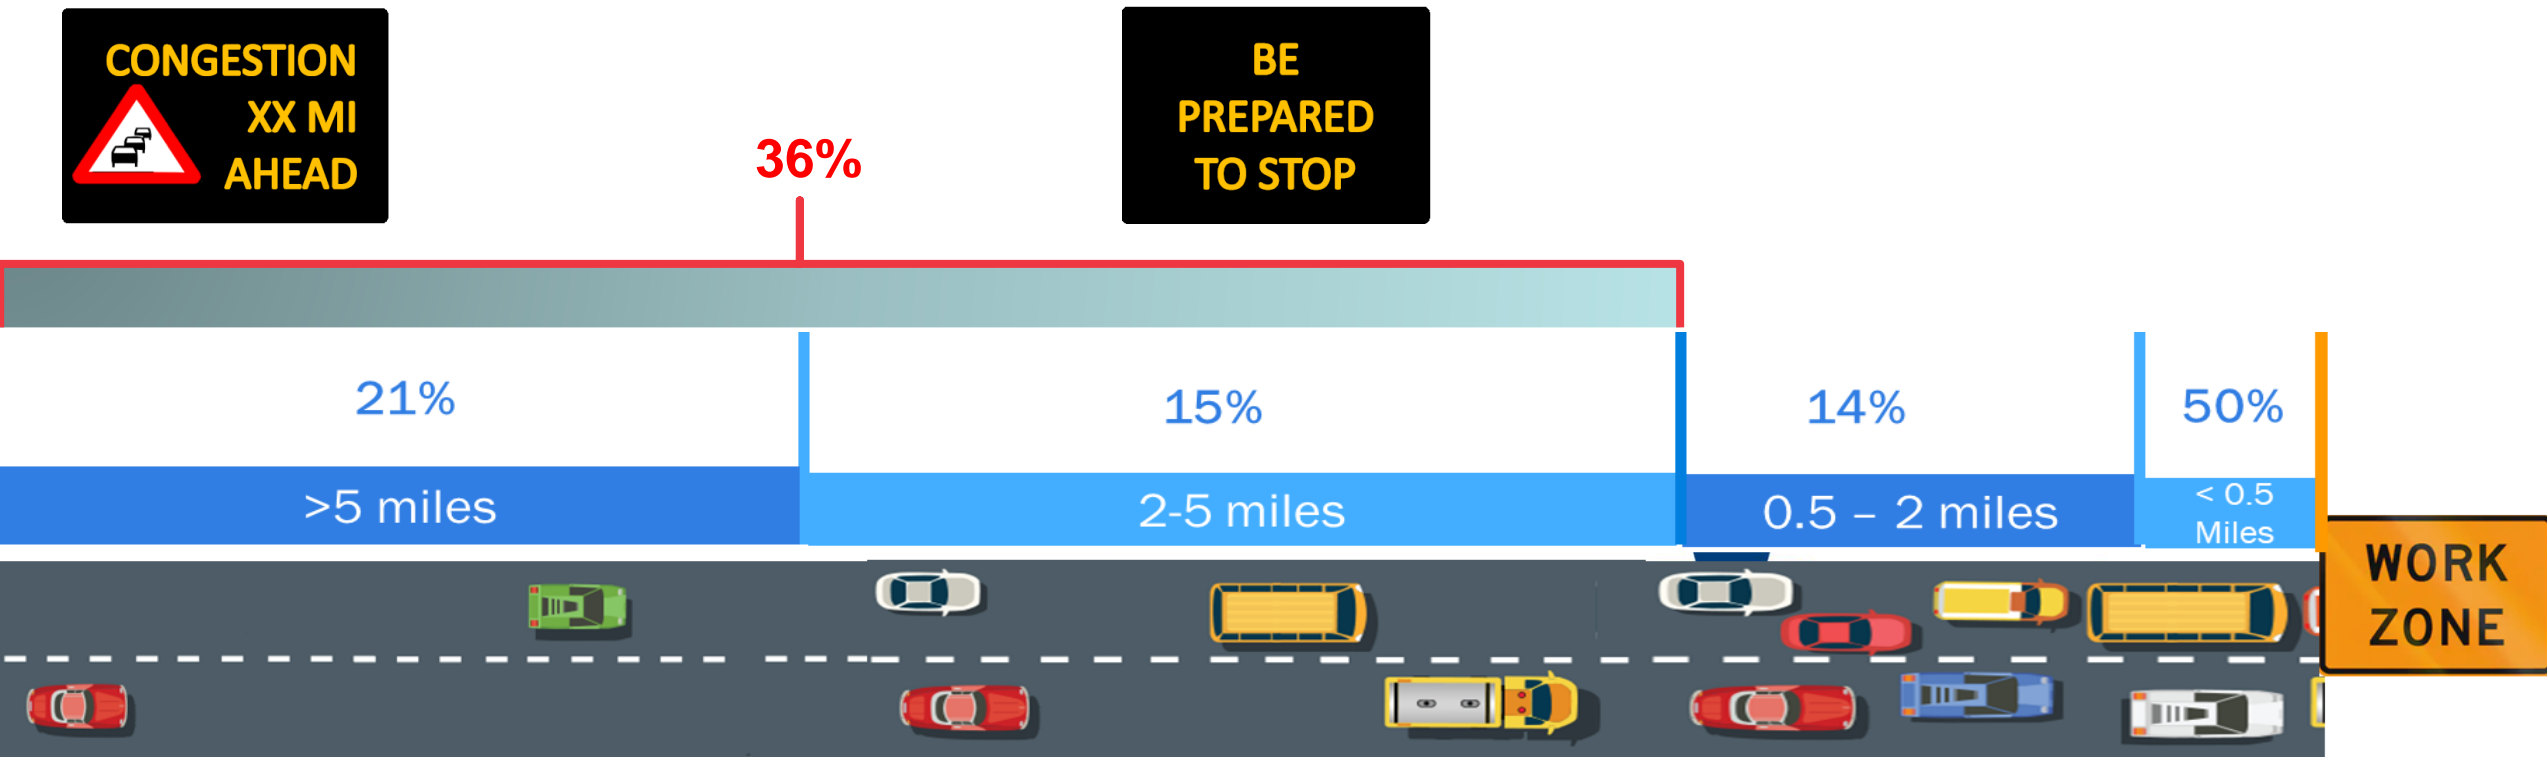 CONGESTION
XX MI
AHEAD
BE
PREPARED
TO STOP
36%
21%
15%
14%
50%
>5 miles
2-5 miles
0.5 – 2 miles
< 0.5
Miles
WORK
ZONE